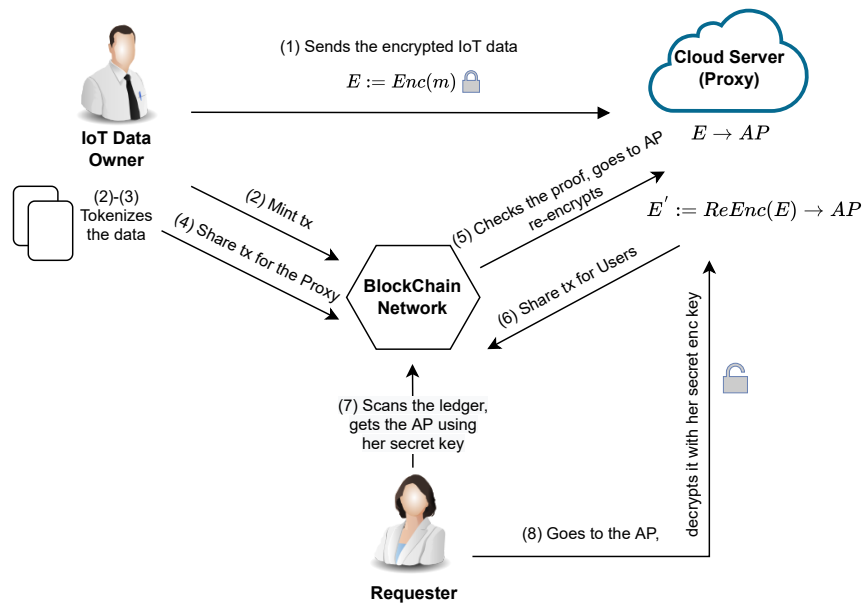 (1) Sends the encrypted IoT data
E := Enc(m)
Cloud Server
(Proxy)
E → AP
IoT Data
Owner
(2)-(3)
Tokenizes
the data
(2) Mint tx
(4) Share tx for the Proxy
(5) Checks the proof, goes to AP
re-encrypts
E' := ReEnc(E) → AP
BlockChain
Network
(6) Share tx for Users
(7) Scans the ledger,
gets the AP using
her secret key
(8) Goes to the AP,
decrypts it with her secret enc key
Requester